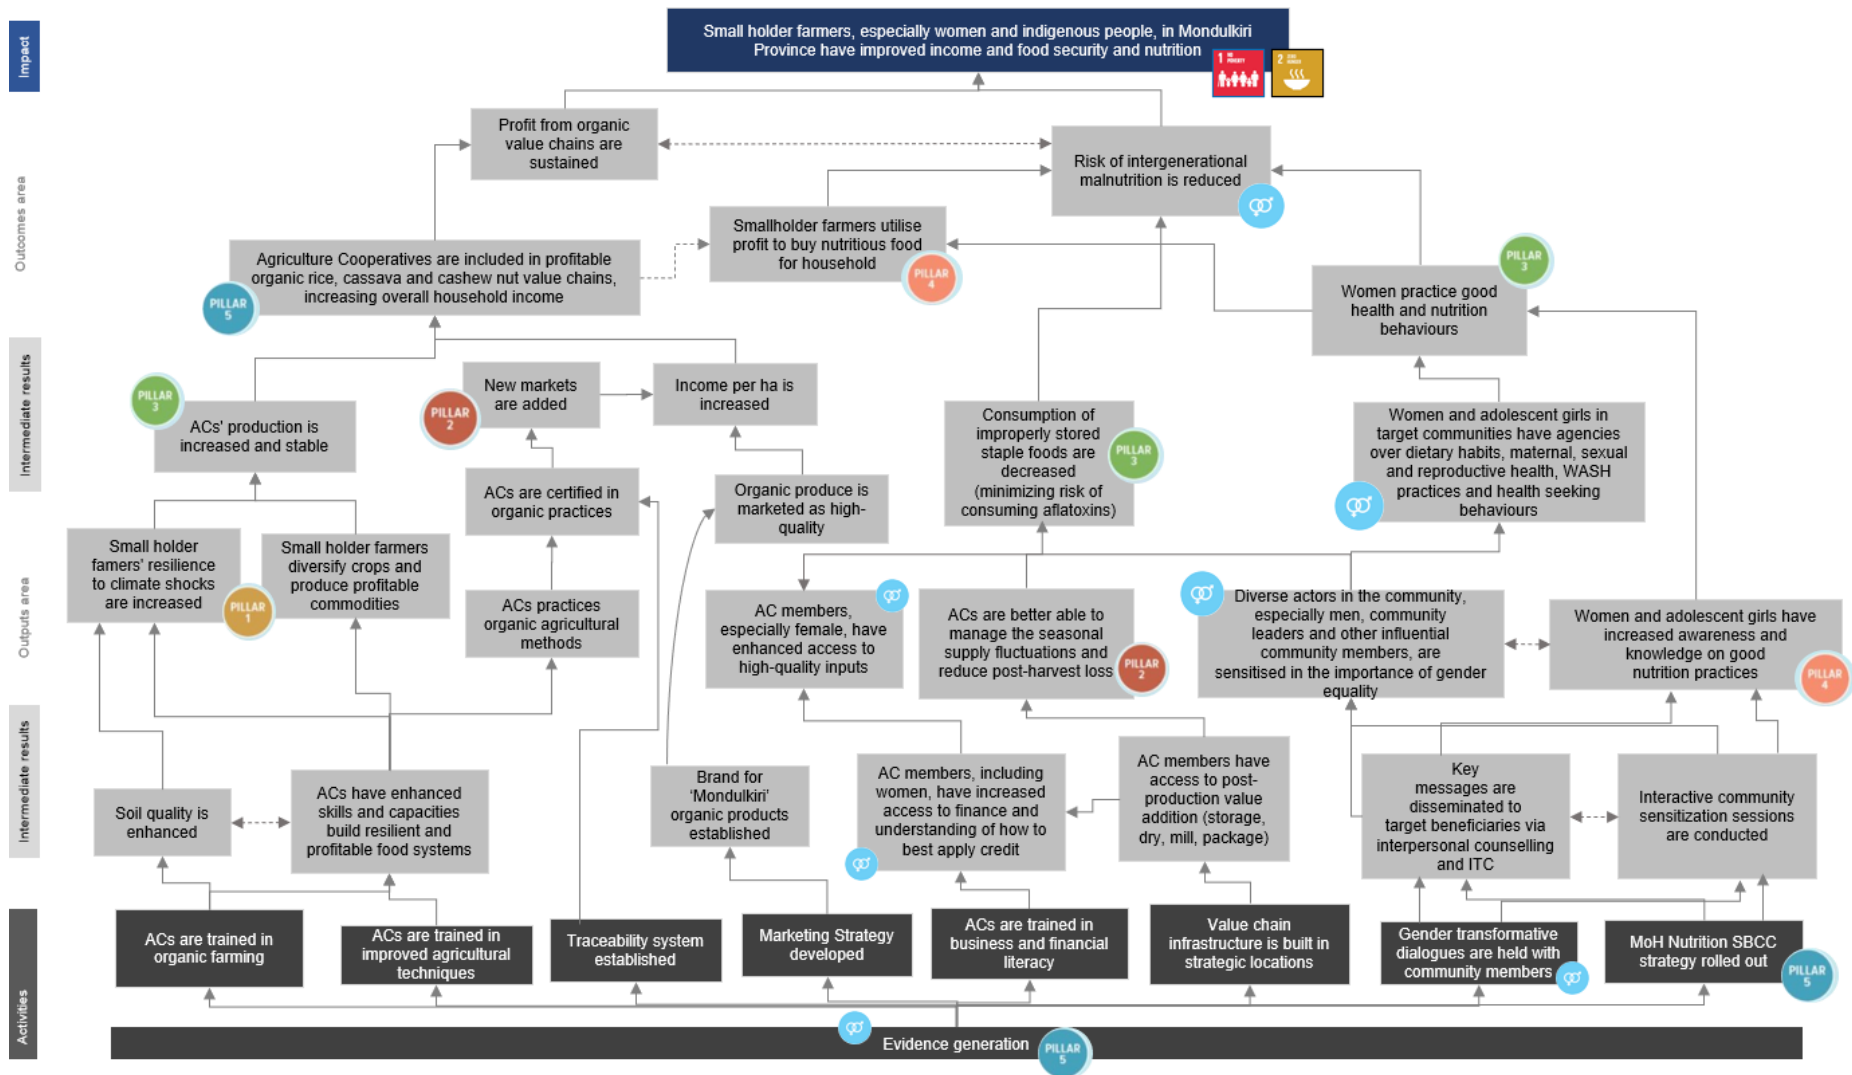 Impact
Small holder farmers, especially women and indigenous people, in Mondulkiri
Province have improved income and food security and nutrition
1 NO
POVERTY
2 ZERO
HUNGER
Outcomes area
Profit from organic
value chains are
sustained
Risk of intergenerational
malnutrition is reduced
Smallholder farmers utilise
profit to buy nutritious food
for household
PILLAR
4
Agriculture Cooperatives are included in profitable
organic rice, cassava and cashew nut value chains,
increasing overall household income
PILLAR
5
PILLAR
3
Women practice good
health and nutrition
behaviours
Intermediate results
PILLAR
3
ACs' production is
increased and stable
New markets
are added
PILLAR
2
Income per ha is
increased
Consumption of
improperly stored
staple foods are
decreased
(minimizing risk of
consuming aflatoxins)
PILLAR
3
Women and adolescent girls in
target communities have agencies
over dietary habits, maternal, sexual
and reproductive health, WASH
practices and health seeking
behaviours
ACs are certified in
organic practices
Organic produce is
marketed as high-
quality
Outputs area
Small holder
famers' resilience
to climate shocks
are increased
PILLAR
1
Small holder farmers
diversify crops and
produce profitable
commodities
ACs practices
organic agricultural
methods
AC members,
especially female, have
enhanced access to
high-quality inputs
ACs are better able to
manage the seasonal
supply fluctuations and
reduce post-harvest loss
PILLAR
2
Diverse actors in the community,
especially men, community
leaders and other influential
community members, are
sensitised in the importance of gender
equality
Women and adolescent girls have
increased awareness and
knowledge on good
nutrition practices
PILLAR
4
Intermediate results
Soil quality is
enhanced
ACs have enhanced
skills and capacities
build resilient and
profitable food systems
Brand for
‘Mondulkiri’
organic products
established
AC members, including
women, have increased
access to finance and
understanding of how to
best apply credit
AC members have
access to post-
production value
addition (storage,
dry, mill, package)
Key
messages are
disseminated to
target beneficiaries via
interpersonal counselling
and ITC
Interactive community
sensitization sessions
are conducted
Activities
ACs are trained in
organic farming
ACs are trained in
improved agricultural
techniques
Traceability system
established
Marketing Strategy
developed
ACs are trained in
business and financial
literacy
Value chain
infrastructure is built in
strategic locations
Gender transformative
dialogues are held with
community members
MoH Nutrition SBCC
strategy rolled out
PILLAR
5
Evidence generation
PILLAR
5